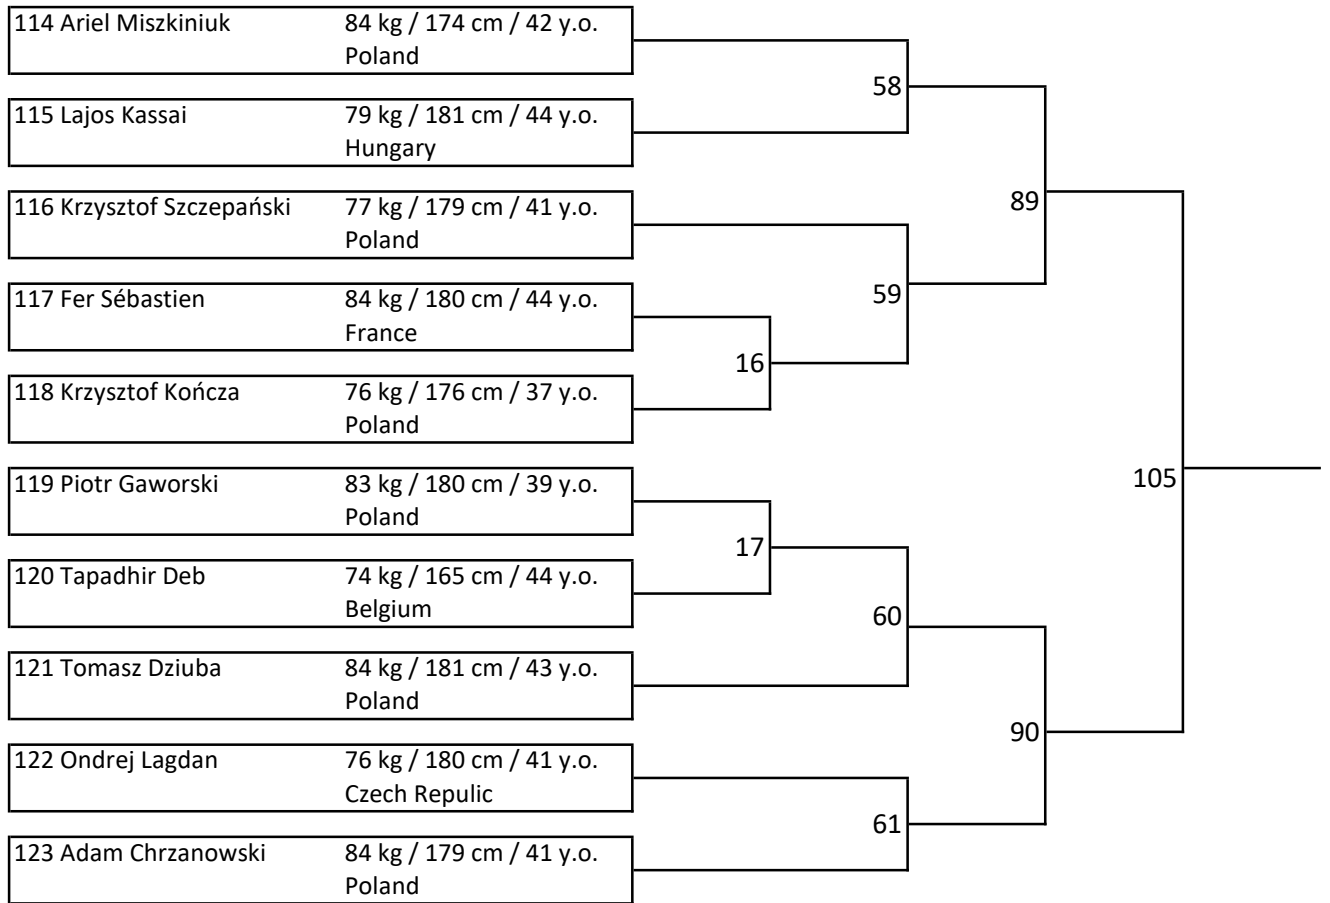 114 Ariel Miszkiniuk 84 kg / 174 cm / 42 y.o.
Poland
58
115 Lajos Kassai 79 kg / 181 cm / 44 y.o.
Hungary
116 Krzysztof Szczepański 77 kg / 179 cm / 41 y.o.
89
Poland
117 Fer Sébastien 84 kg / 180 cm / 44 y.o.
59
France
16
118 Krzysztof Kończa 76 kg / 176 cm / 37 y.o.
Poland
119 Piotr Gaworski 83 kg / 180 cm / 39 y.o.
105
Poland
17
120 Tapadhir Deb 74 kg / 165 cm / 44 y.o.
Belgium
60
121 Tomasz Dziuba 84 kg / 181 cm / 43 y.o.
Poland
90
122 Ondrej Lagdan 76 kg / 180 cm / 41 y.o.
Czech Repulic
61
123 Adam Chrzanowski 84 kg / 179 cm / 41 y.o.
Poland